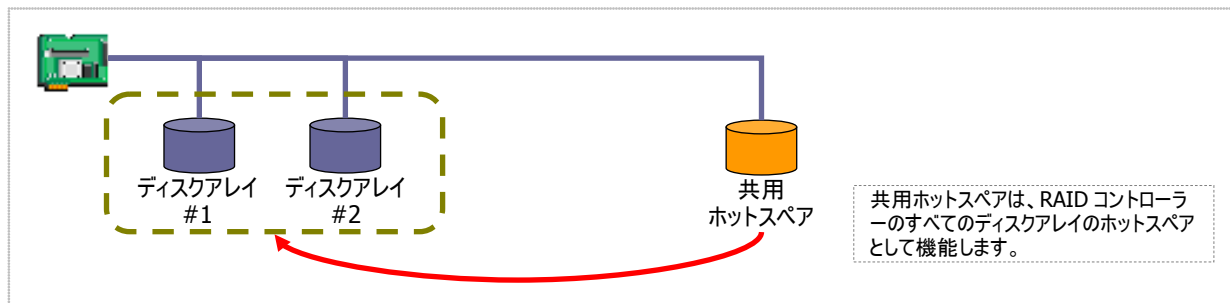 ディスクアレイ
#1
ディスクアレイ
#2
共用
ホットスペア
共用ホットスペアは、RAID コントローラ
ーのすべてのディスクアレイのホットスペア
として機能します。